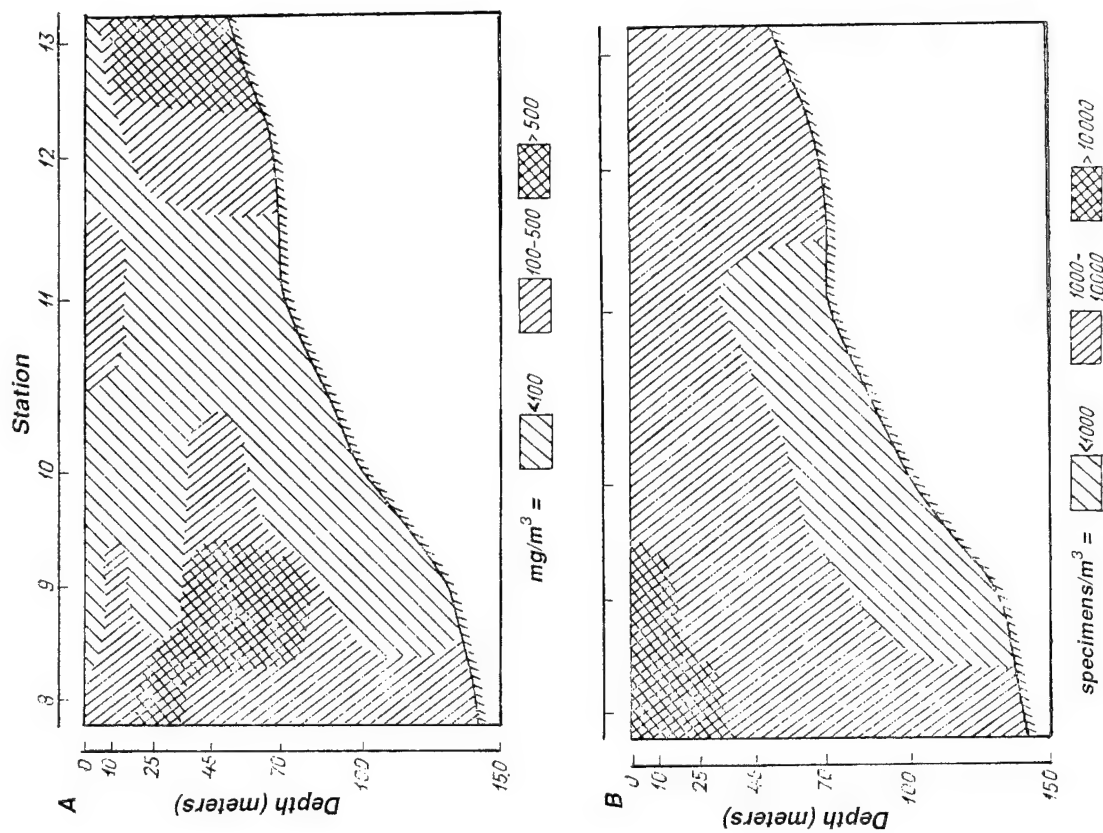 Station
8 9 10 11 12 13
A
Depth (meters)
0
10
25
45
70
100
150
mg/m³ = <100 100-500 >500
B
Depth (meters)
0
10
25
45
70
100
150
specimens/m³ = <1000 1000-
10000 >10000